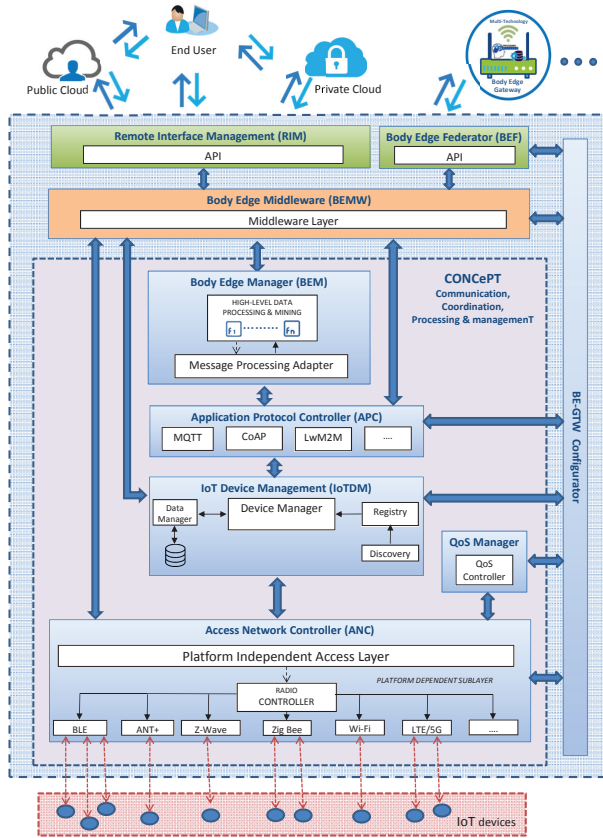 End User
Public Cloud
Private Cloud
Multi-Technology
Body Edge
Gateway
Remote Interface Management (RIM)
API
Body Edge Federator (BEF)
API
Body Edge Middleware (BEMW)
Middleware Layer
Body Edge Manager (BEM)
HIGH-LEVEL DATA
PROCESSING & MINING
F1 ......... Fn
Message Processing Adapter
CONCePT
Communication,
Coordination,
Processing & managemenT
Application Protocol Controller (APC)
MQTT
CoAP
LwM2M
....
IoT Device Management (IoTDM)
Data
Manager
Device Manager
Registry
Discovery
QoS Manager
QoS
Controller
BE-GTW Configurator
Access Network Controller (ANC)
Platform Independent Access Layer
PLATFORM DEPENDENT SUBLAYER
RADIO
CONTROLLER
BLE
ANT+
Z-Wave
Zig Bee
Wi-Fi
LTE/5G
....
IoT devices